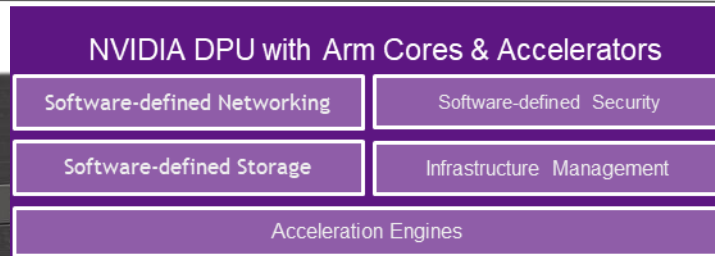 NVIDIA DPU with Arm Cores & Accelerators
Software-defined Networking
Software-defined Security
Software-defined Storage
Infrastructure Management
Acceleration Engines